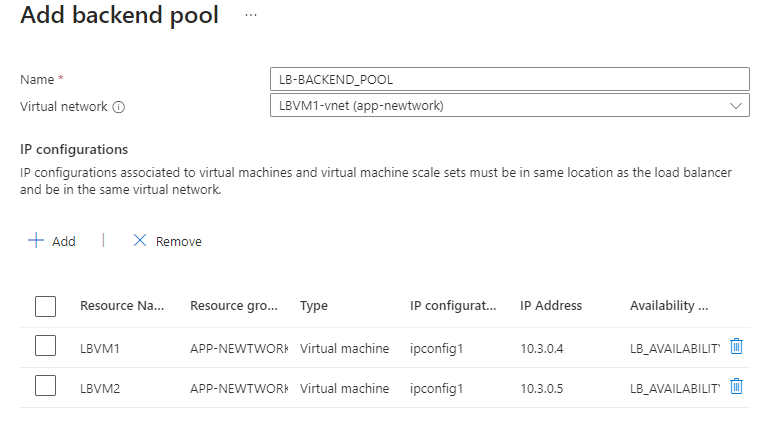 Add backend pool ...
Name *
LB-BACKEND_POOL
Virtual network
LBVM1-vnet (app-newtwork)
IP configurations
IP configurations associated to virtual machines and virtual machine scale sets must be in same location as the load balancer
and be in the same virtual network.
Add | Remove
Resource Na... Resource gro... Type IP configurat... IP Address Availability ...
LBVM1 APP-NEWTWORK Virtual machine ipconfig1 10.3.0.4 LB_AVAILABILIT
LBVM2 APP-NEWTWORK Virtual machine ipconfig1 10.3.0.5 LB_AVAILABILIT